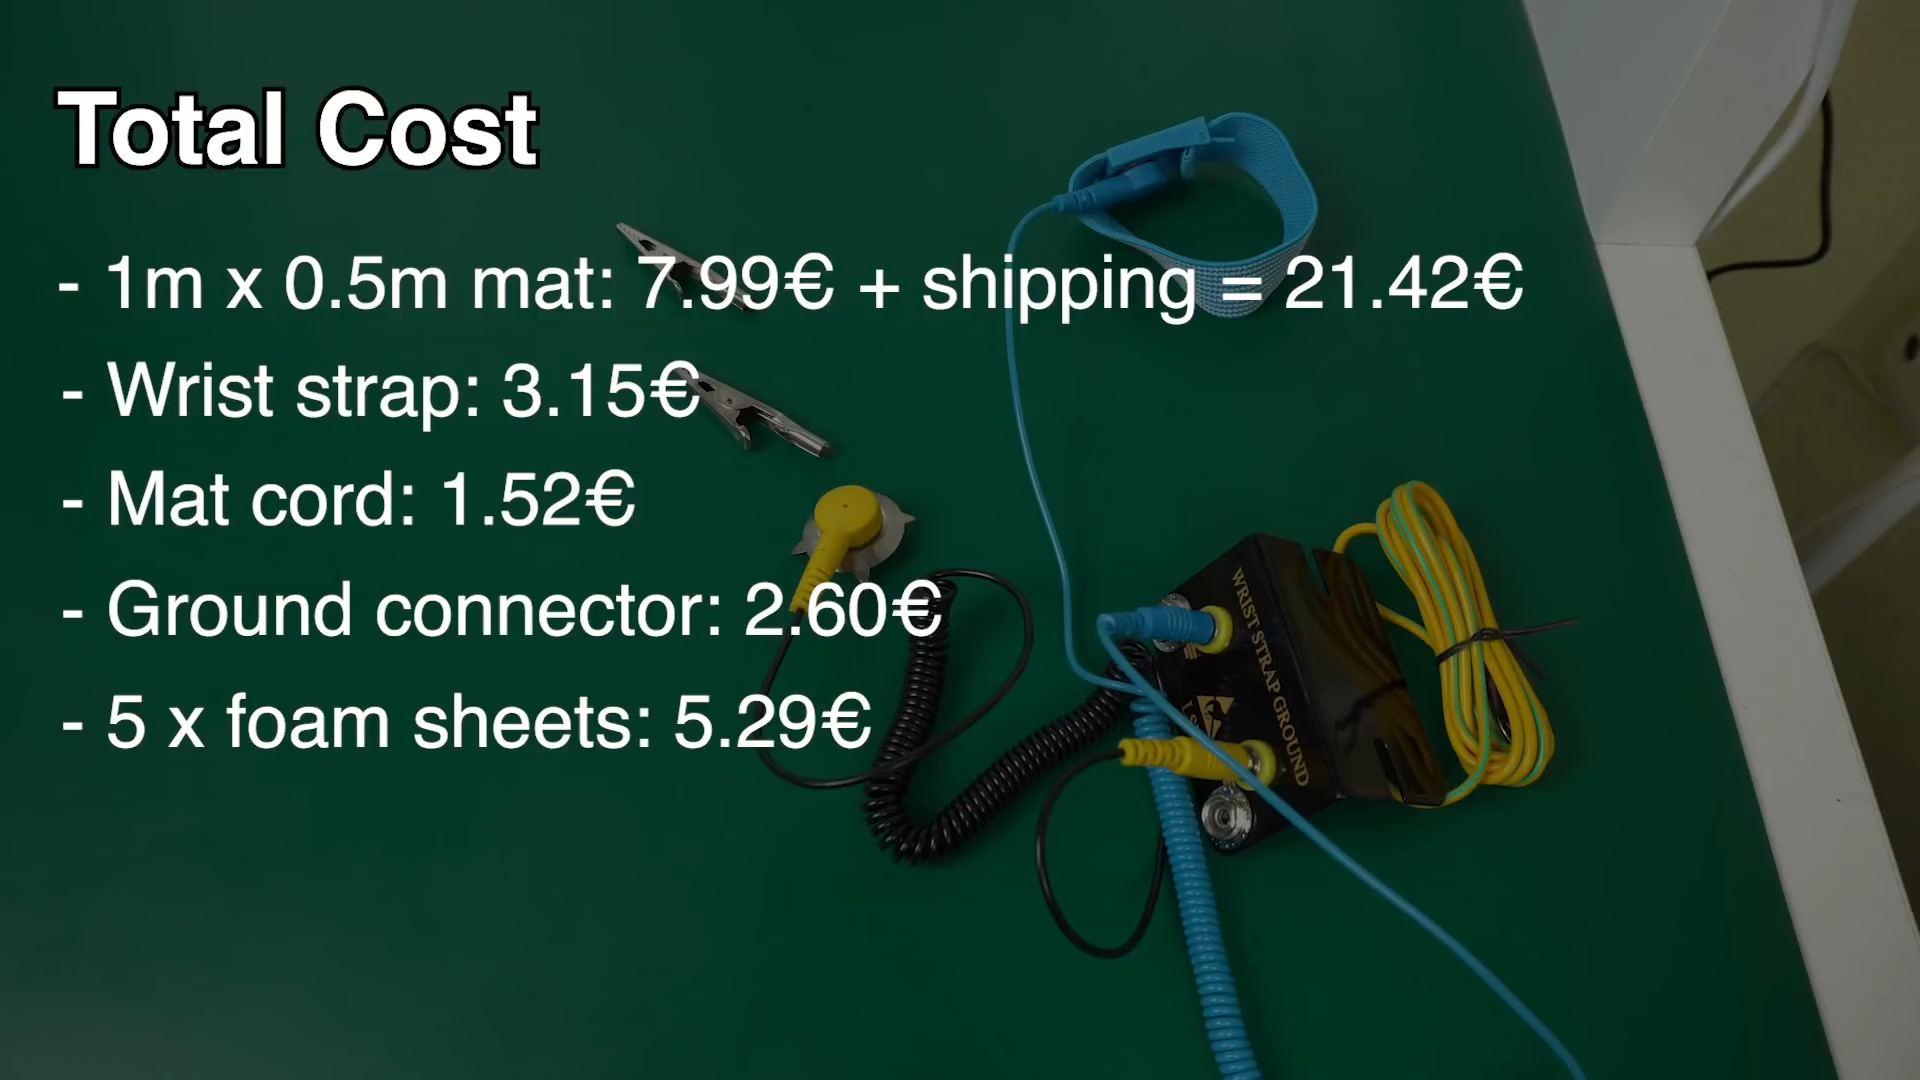 Total Cost
- 1m x 0.5m mat: 7.99€ + shipping = 21.42€
- Wrist strap: 3.15€
- Mat cord: 1.52€
- Ground connector: 2.60€
- 5 x foam sheets: 5.29€
WRIST STRAP GROUND